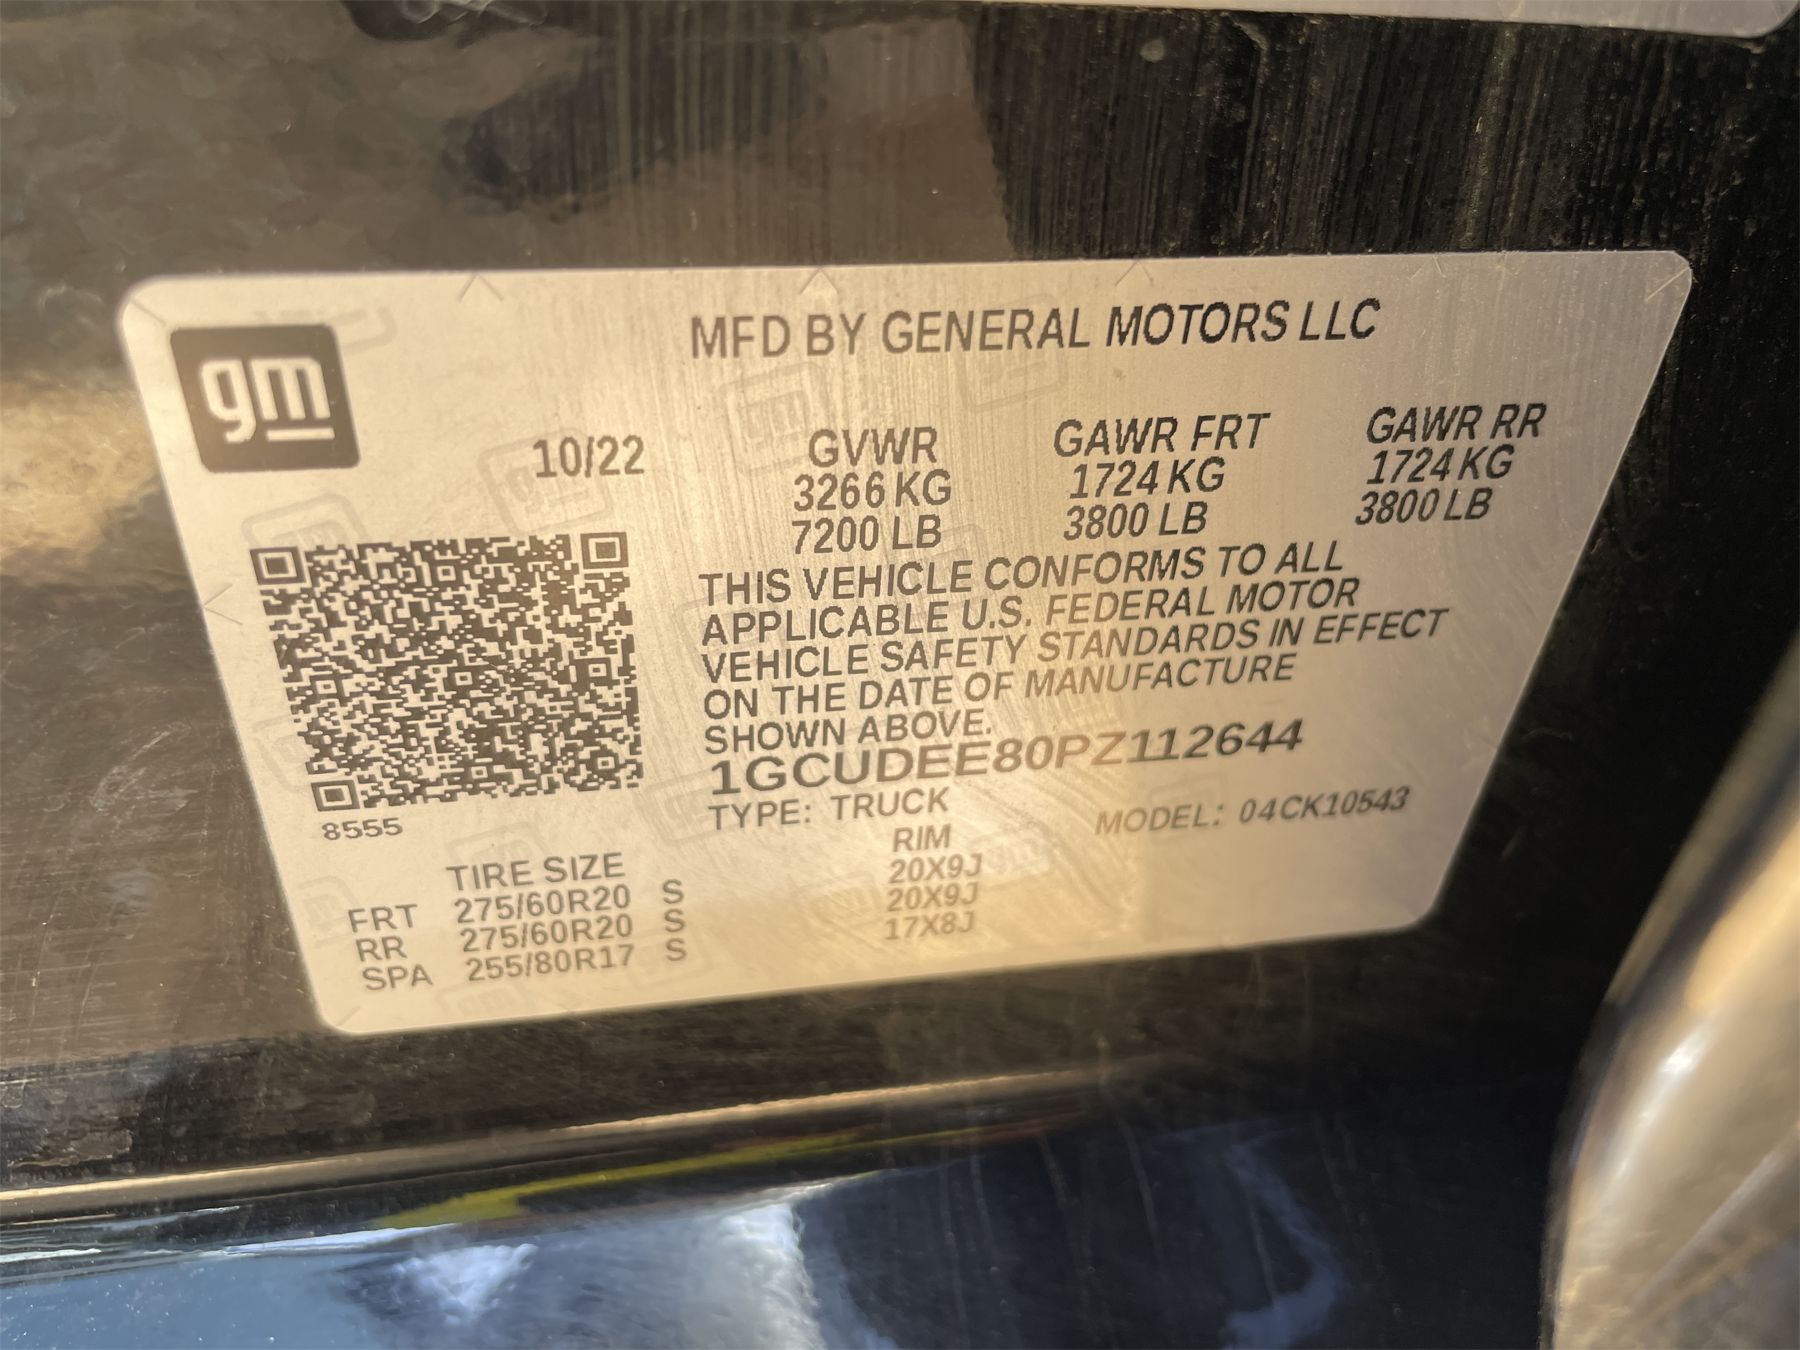 gm
MFD BY GENERAL MOTORS LLC
10/22 GVWR GAWR FRT GAWR RR
3266 KG 1724 KG 1724 KG
7200 LB 3800 LB 3800 LB
THIS VEHICLE CONFORMS TO ALL
APPLICABLE U.S. FEDERAL MOTOR
VEHICLE SAFETY STANDARDS IN EFFECT
ON THE DATE OF MANUFACTURE
SHOWN ABOVE.
1GCUDEE80PZ112644
TYPE: TRUCK MODEL: 04CK10543
8555
TIRE SIZE RIM
FRT 275/60R20 S 20X9J
RR 275/60R20 S 20X9J
SPA 255/80R17 S 17X8J